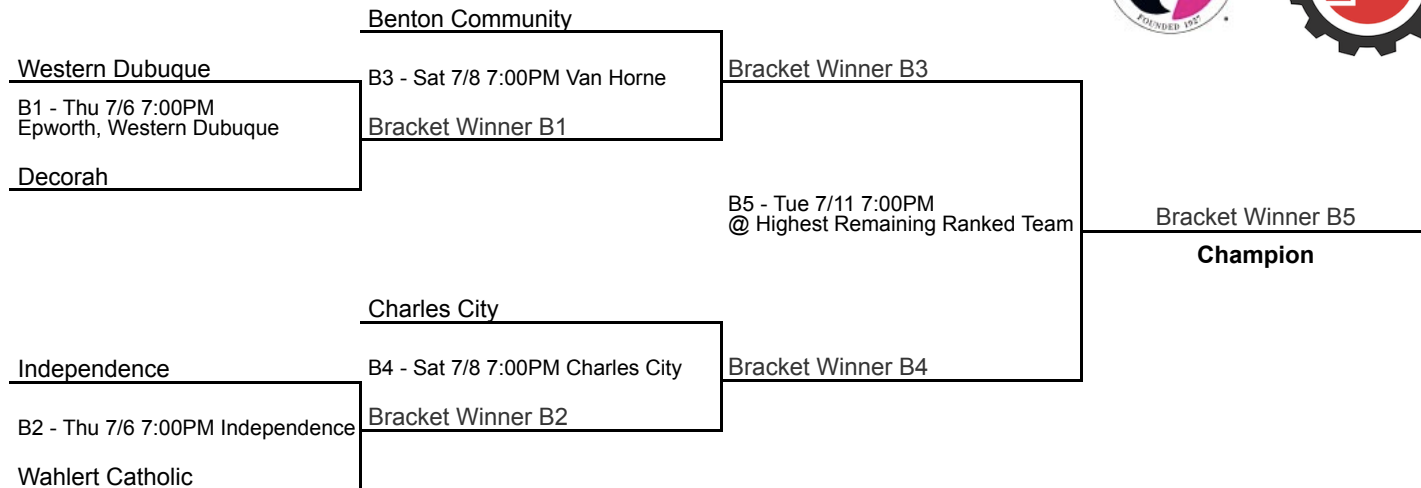 FOUNDED 1927
Benton Community
Western Dubuque
B3 - Sat 7/8 7:00PM Van Horne
Bracket Winner B3
B1 - Thu 7/6 7:00PM
Epworth, Western Dubuque
Bracket Winner B1
Decorah
B5 - Tue 7/11 7:00PM
@ Highest Remaining Ranked Team
Bracket Winner B5
Champion
Charles City
Independence
B4 - Sat 7/8 7:00PM Charles City
Bracket Winner B4
Bracket Winner B2
B2 - Thu 7/6 7:00PM Independence
Wahlert Catholic